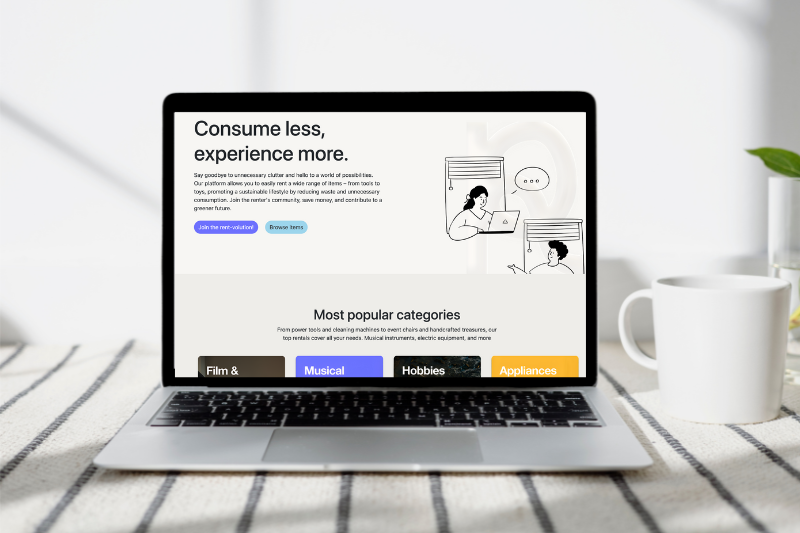 Consume less,
experience more.
Say goodbye to unnecessary clutter and hello to a world of possibilities.
Our platform allows you to easily rent a wide range of items – from tools to
toys, promoting a sustainable lifestyle by reducing waste and unnecessary
consumption. Join the renter's community, save money, and contribute to a
greener future.
Join the rent-volution!
Browse items
Most popular categories
From power tools and cleaning machines to event chairs and handcrafted treasures, our
top rentals cover all your needs. Musical instruments, electric equipment, and more
Film &
Musical
Hobbies
Appliances